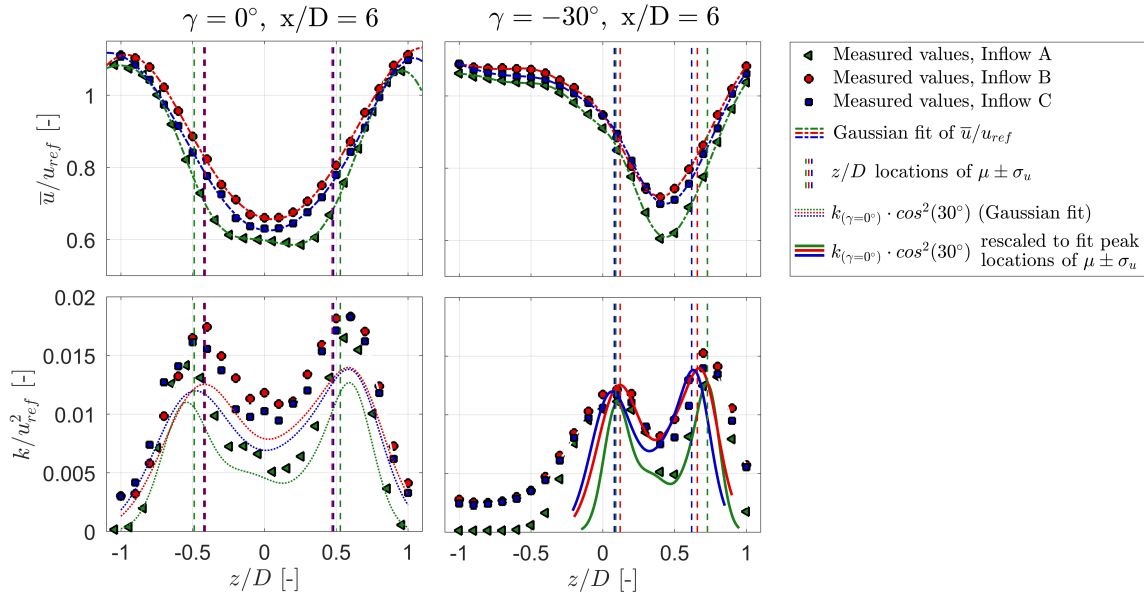 γ = 0°, x/D = 6
γ = −30°, x/D = 6
1
0.8
0.6
u̅/u_ref [-]
Measured values, Inflow A
Measured values, Inflow B
Measured values, Inflow C
Gaussian fit of u̅/u_ref
z/D locations of μ ± σ_u
k_(γ=0°) · cos²(30°) (Gaussian fit)
k_(γ=0°) · cos²(30°) rescaled to fit peak
locations of μ ± σ_u
0.02
0.015
0.01
0.005
0
k/u²_ref [-]
-1 -0.5 0 0.5 1
z/D [-]
-1 -0.5 0 0.5 1
z/D [-]